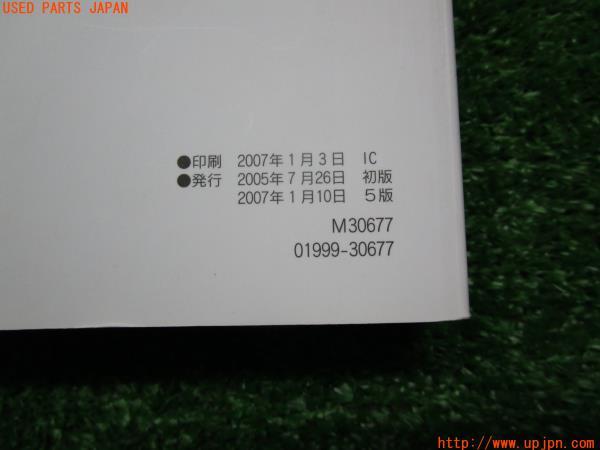 USED PARTS JAPAN
●印刷 2007年1月3日 IC
●発行 2005年7月26日 初版
2007年1月10日 5版
M30677
01999-30677
http://www.upjpn.com